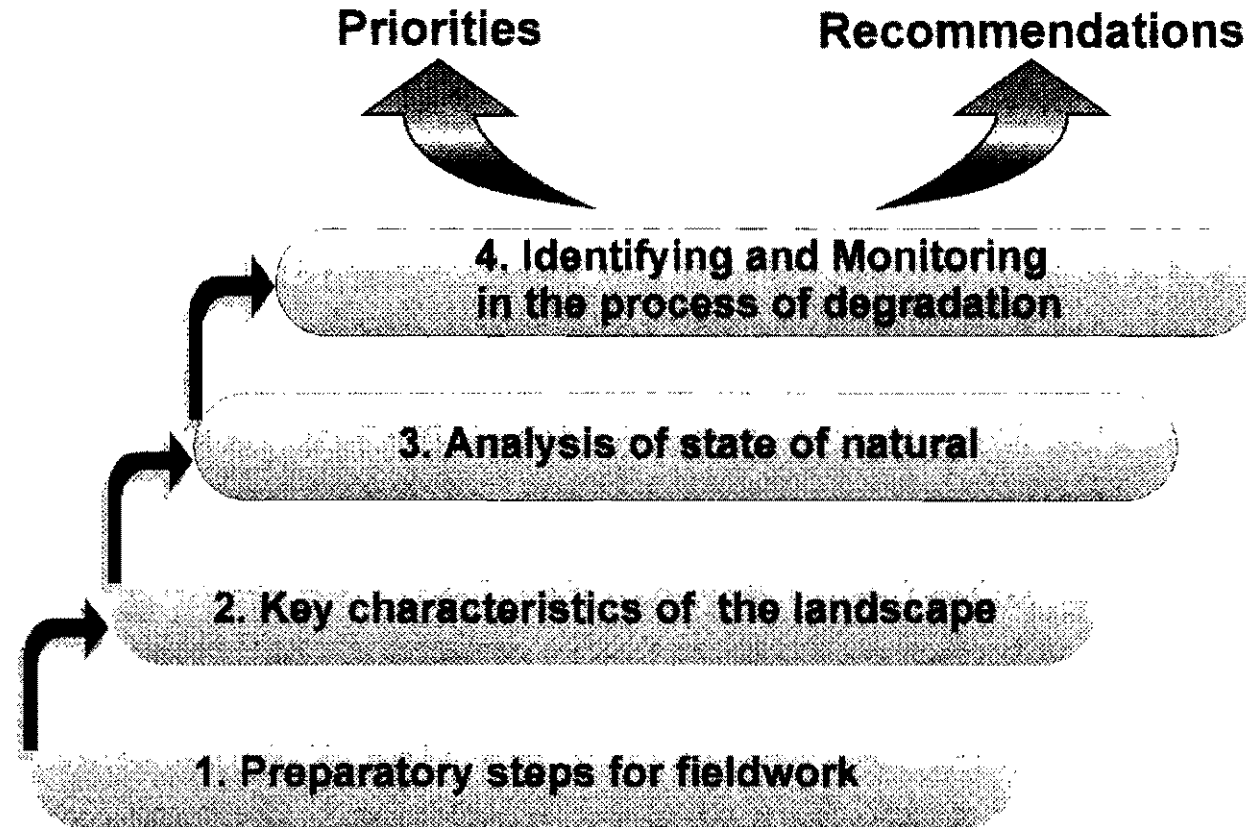 Priorities
Recommendations
4. Identifying and Monitoring
in the process of degradation
3. Analysis of state of natural
2. Key characteristics of the landscape
1. Preparatory steps for fieldwork